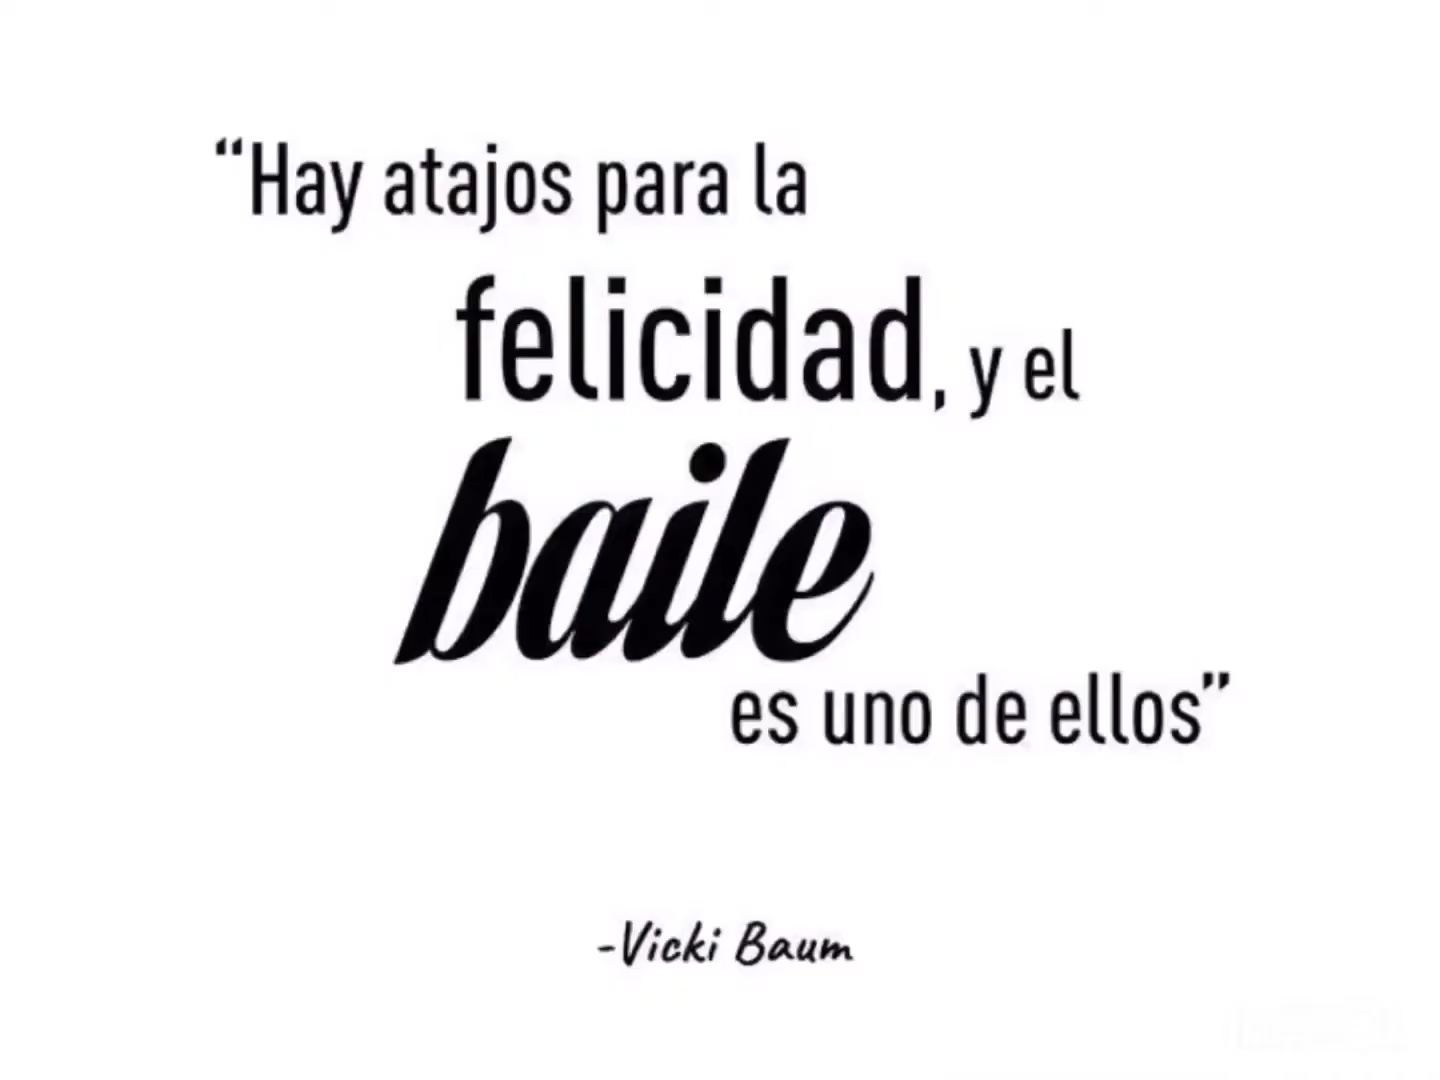 “Hay atajos para la
felicidad, y el
baile
es uno de ellos”
-Vicki Baum